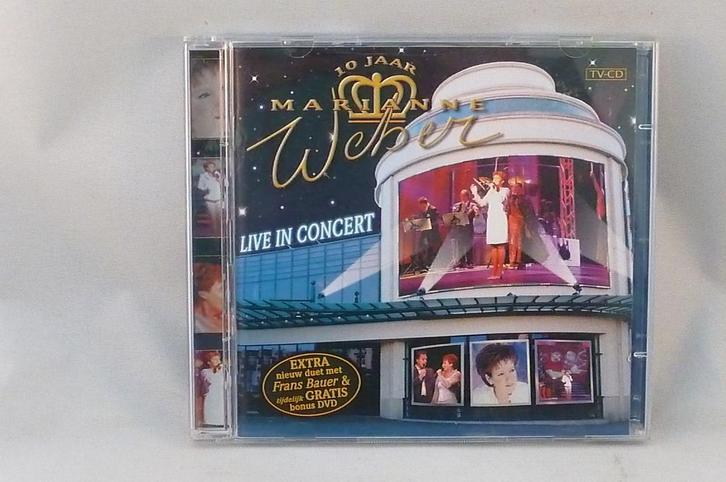 10 JAAR
MARIANNE
Weber
TV-CD
LIVE IN CONCERT
EXTRA
nieuw duet met
Frans Bauer &
tijdelijk GRATIS
bonus DVD